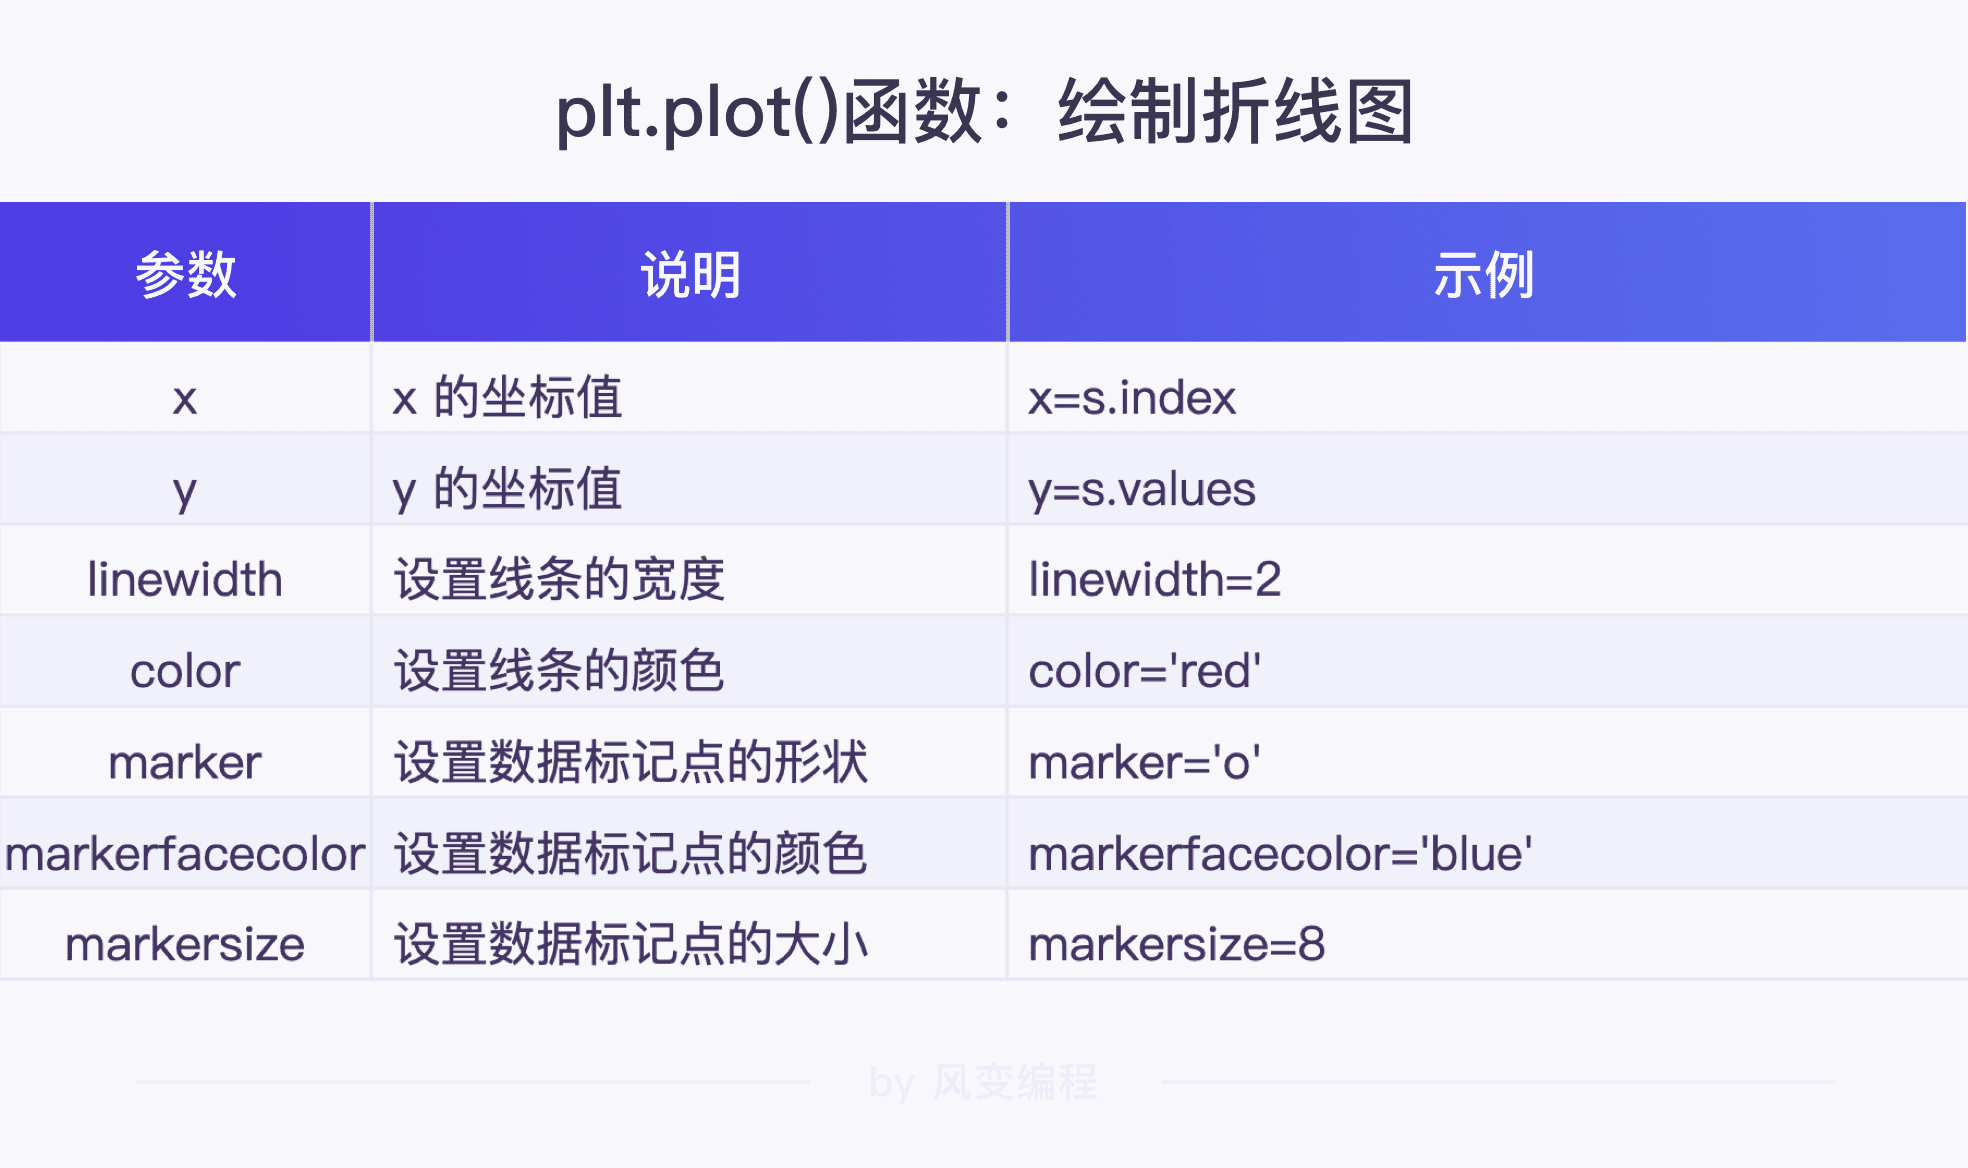 plt.plot()函数：绘制折线图
参数 说明 示例
x x 的坐标值 x=s.index
y y 的坐标值 y=s.values
linewidth 设置线条的宽度 linewidth=2
color 设置线条的颜色 color='red'
marker 设置数据标记点的形状 marker='o'
markerfacecolor 设置数据标记点的颜色 markerfacecolor='blue'
markersize 设置数据标记点的大小 markersize=8
by 风变编程